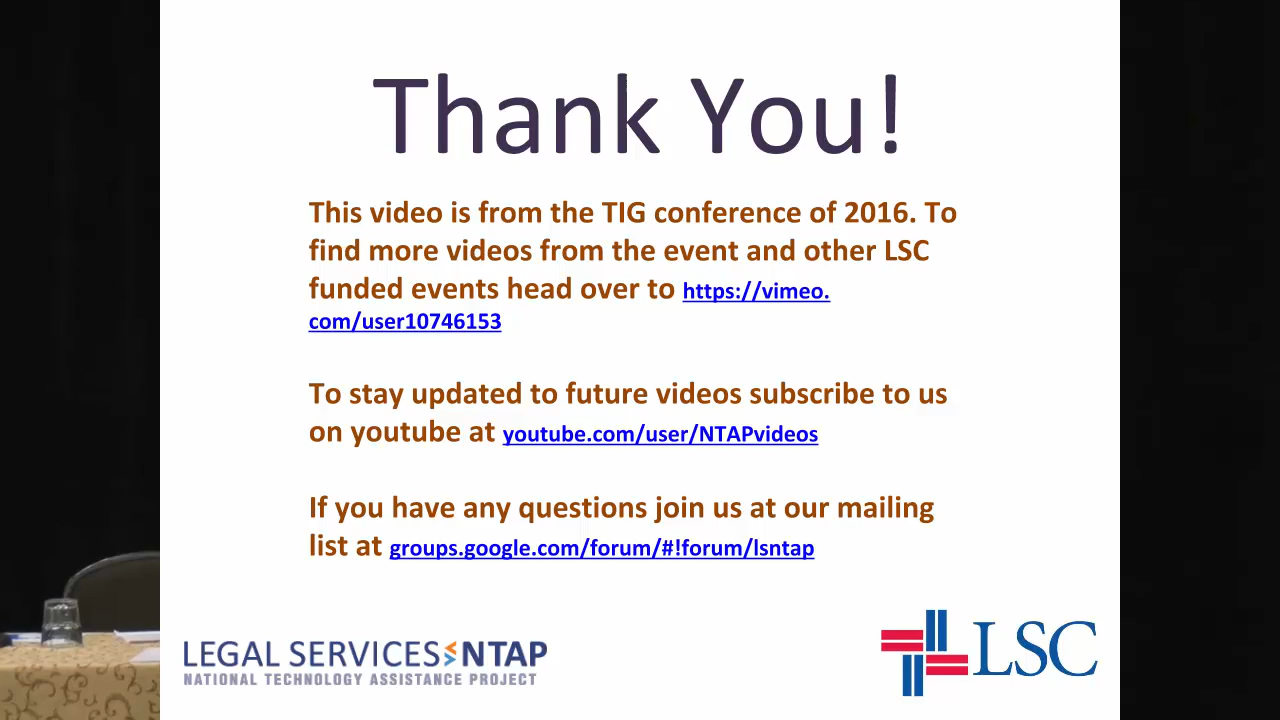 Thank You!
This video is from the TIG conference of 2016. To
find more videos from the event and other LSC
funded events head over to https://vimeo.
com/user10746153
To stay updated to future videos subscribe to us
on youtube at youtube.com/user/NTAPvideos
If you have any questions join us at our mailing
list at groups.google.com/forum/#!forum/lsntap
LEGAL SERVICES NTAP
NATIONAL TECHNOLOGY ASSISTANCE PROJECT
LSC